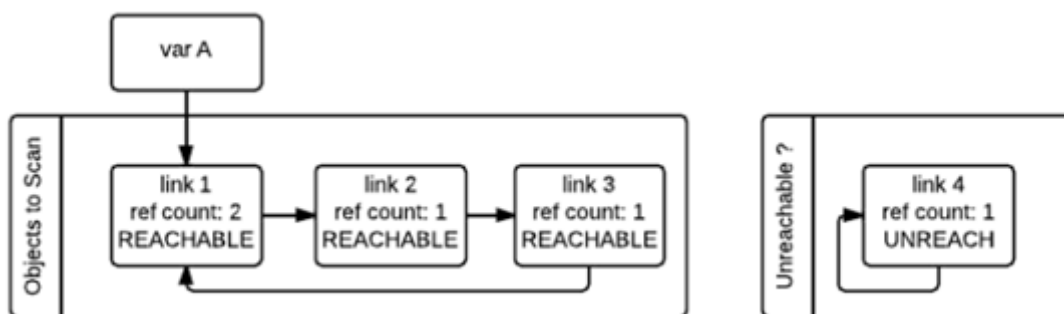 var A
Objects to Scan
link 1
ref count: 2
REACHABLE
link 2
ref count: 1
REACHABLE
link 3
ref count: 1
REACHABLE
Unreachable ?
link 4
ref count: 1
UNREACH